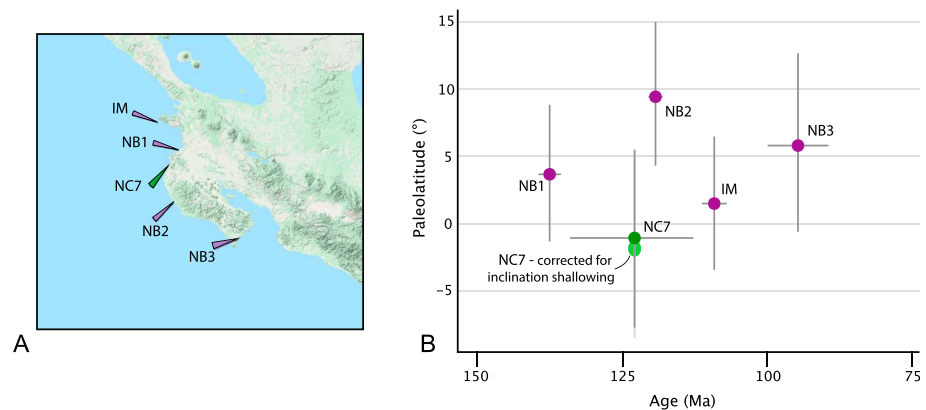 IM
NB1
NC7
NB2
NB3
A
Paleolatitude (°)
15
10
5
0
−5
NB2
NB3
NB1
IM
NC7
NC7 - corrected for
inclination shallowing
B
150
125
100
75
Age (Ma)